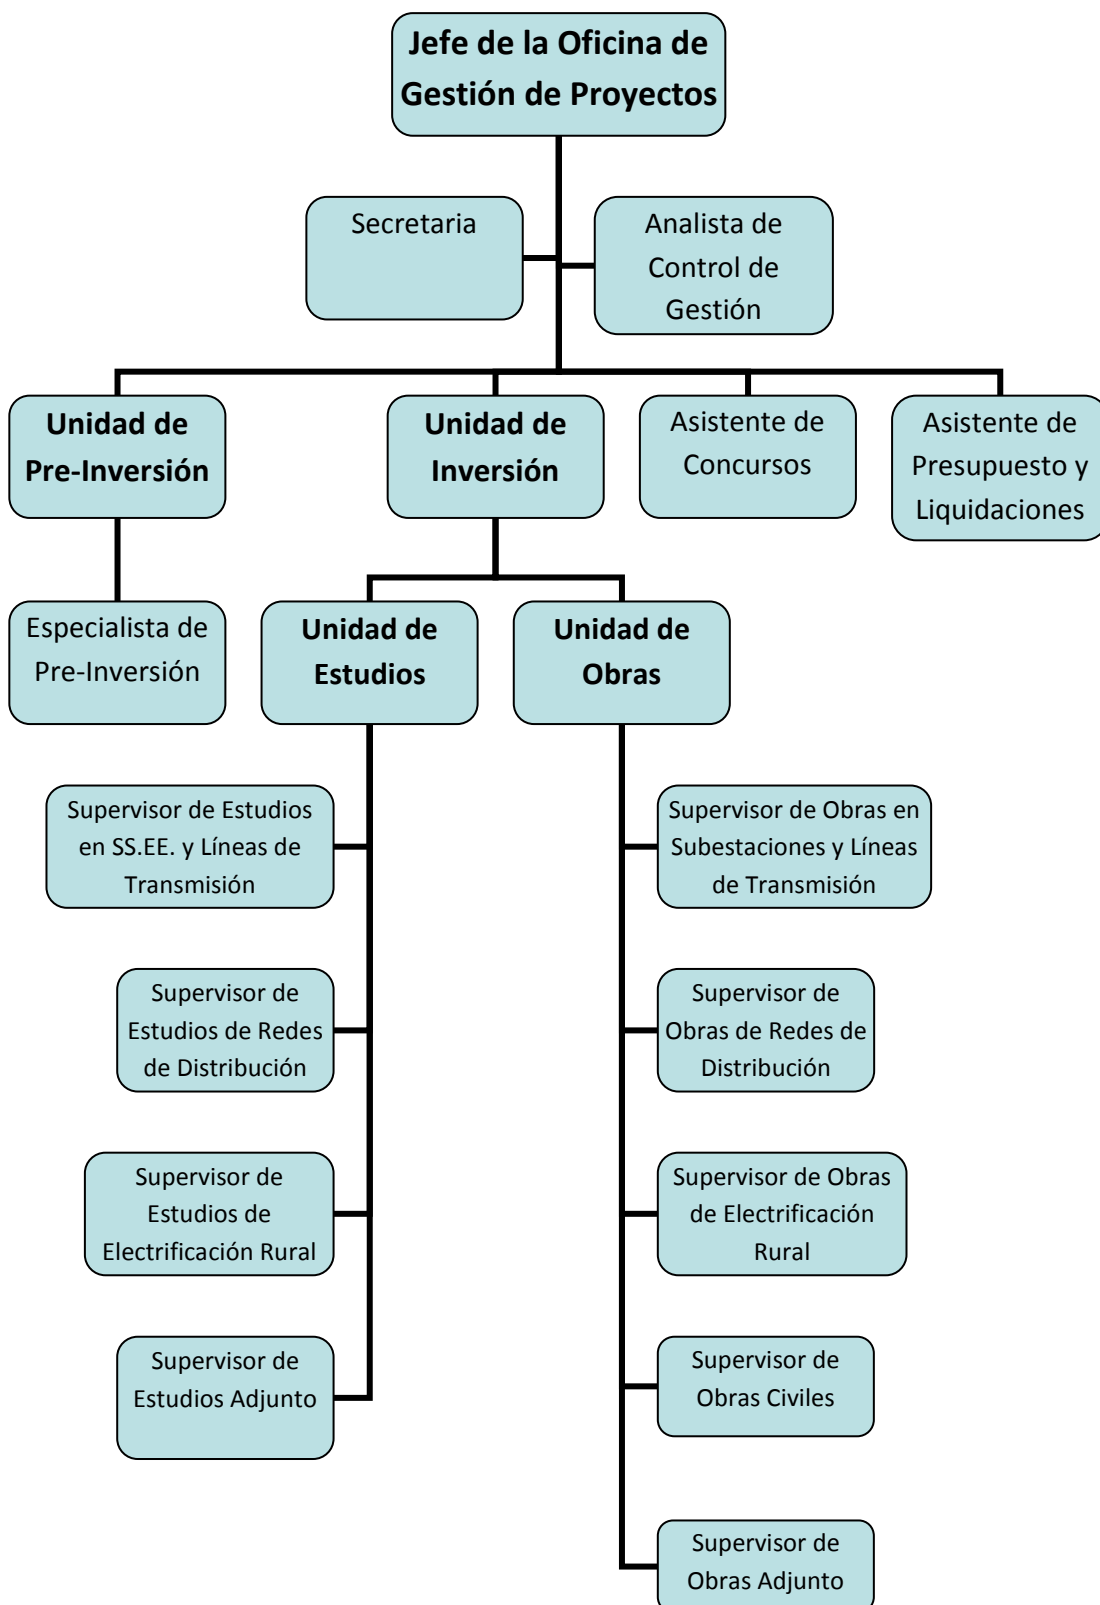 Jefe de la Oficina de
Gestión de Proyectos
Secretaria
Analista de
Control de
Gestión
Unidad de
Pre-Inversión
Unidad de
Inversión
Asistente de
Concursos
Asistente de
Presupuesto y
Liquidaciones
Especialista de
Pre-Inversión
Unidad de
Estudios
Unidad de
Obras
Supervisor de Estudios
en SS.EE. y Líneas de
Transmisión
Supervisor de Obras en
Subestaciones y Líneas
de Transmisión
Supervisor de
Estudios de Redes
de Distribución
Supervisor de
Obras de Redes de
Distribución
Supervisor de
Estudios de
Electrificación Rural
Supervisor de Obras
de Electrificación
Rural
Supervisor de
Estudios Adjunto
Supervisor de
Obras Civiles
Supervisor de
Obras Adjunto